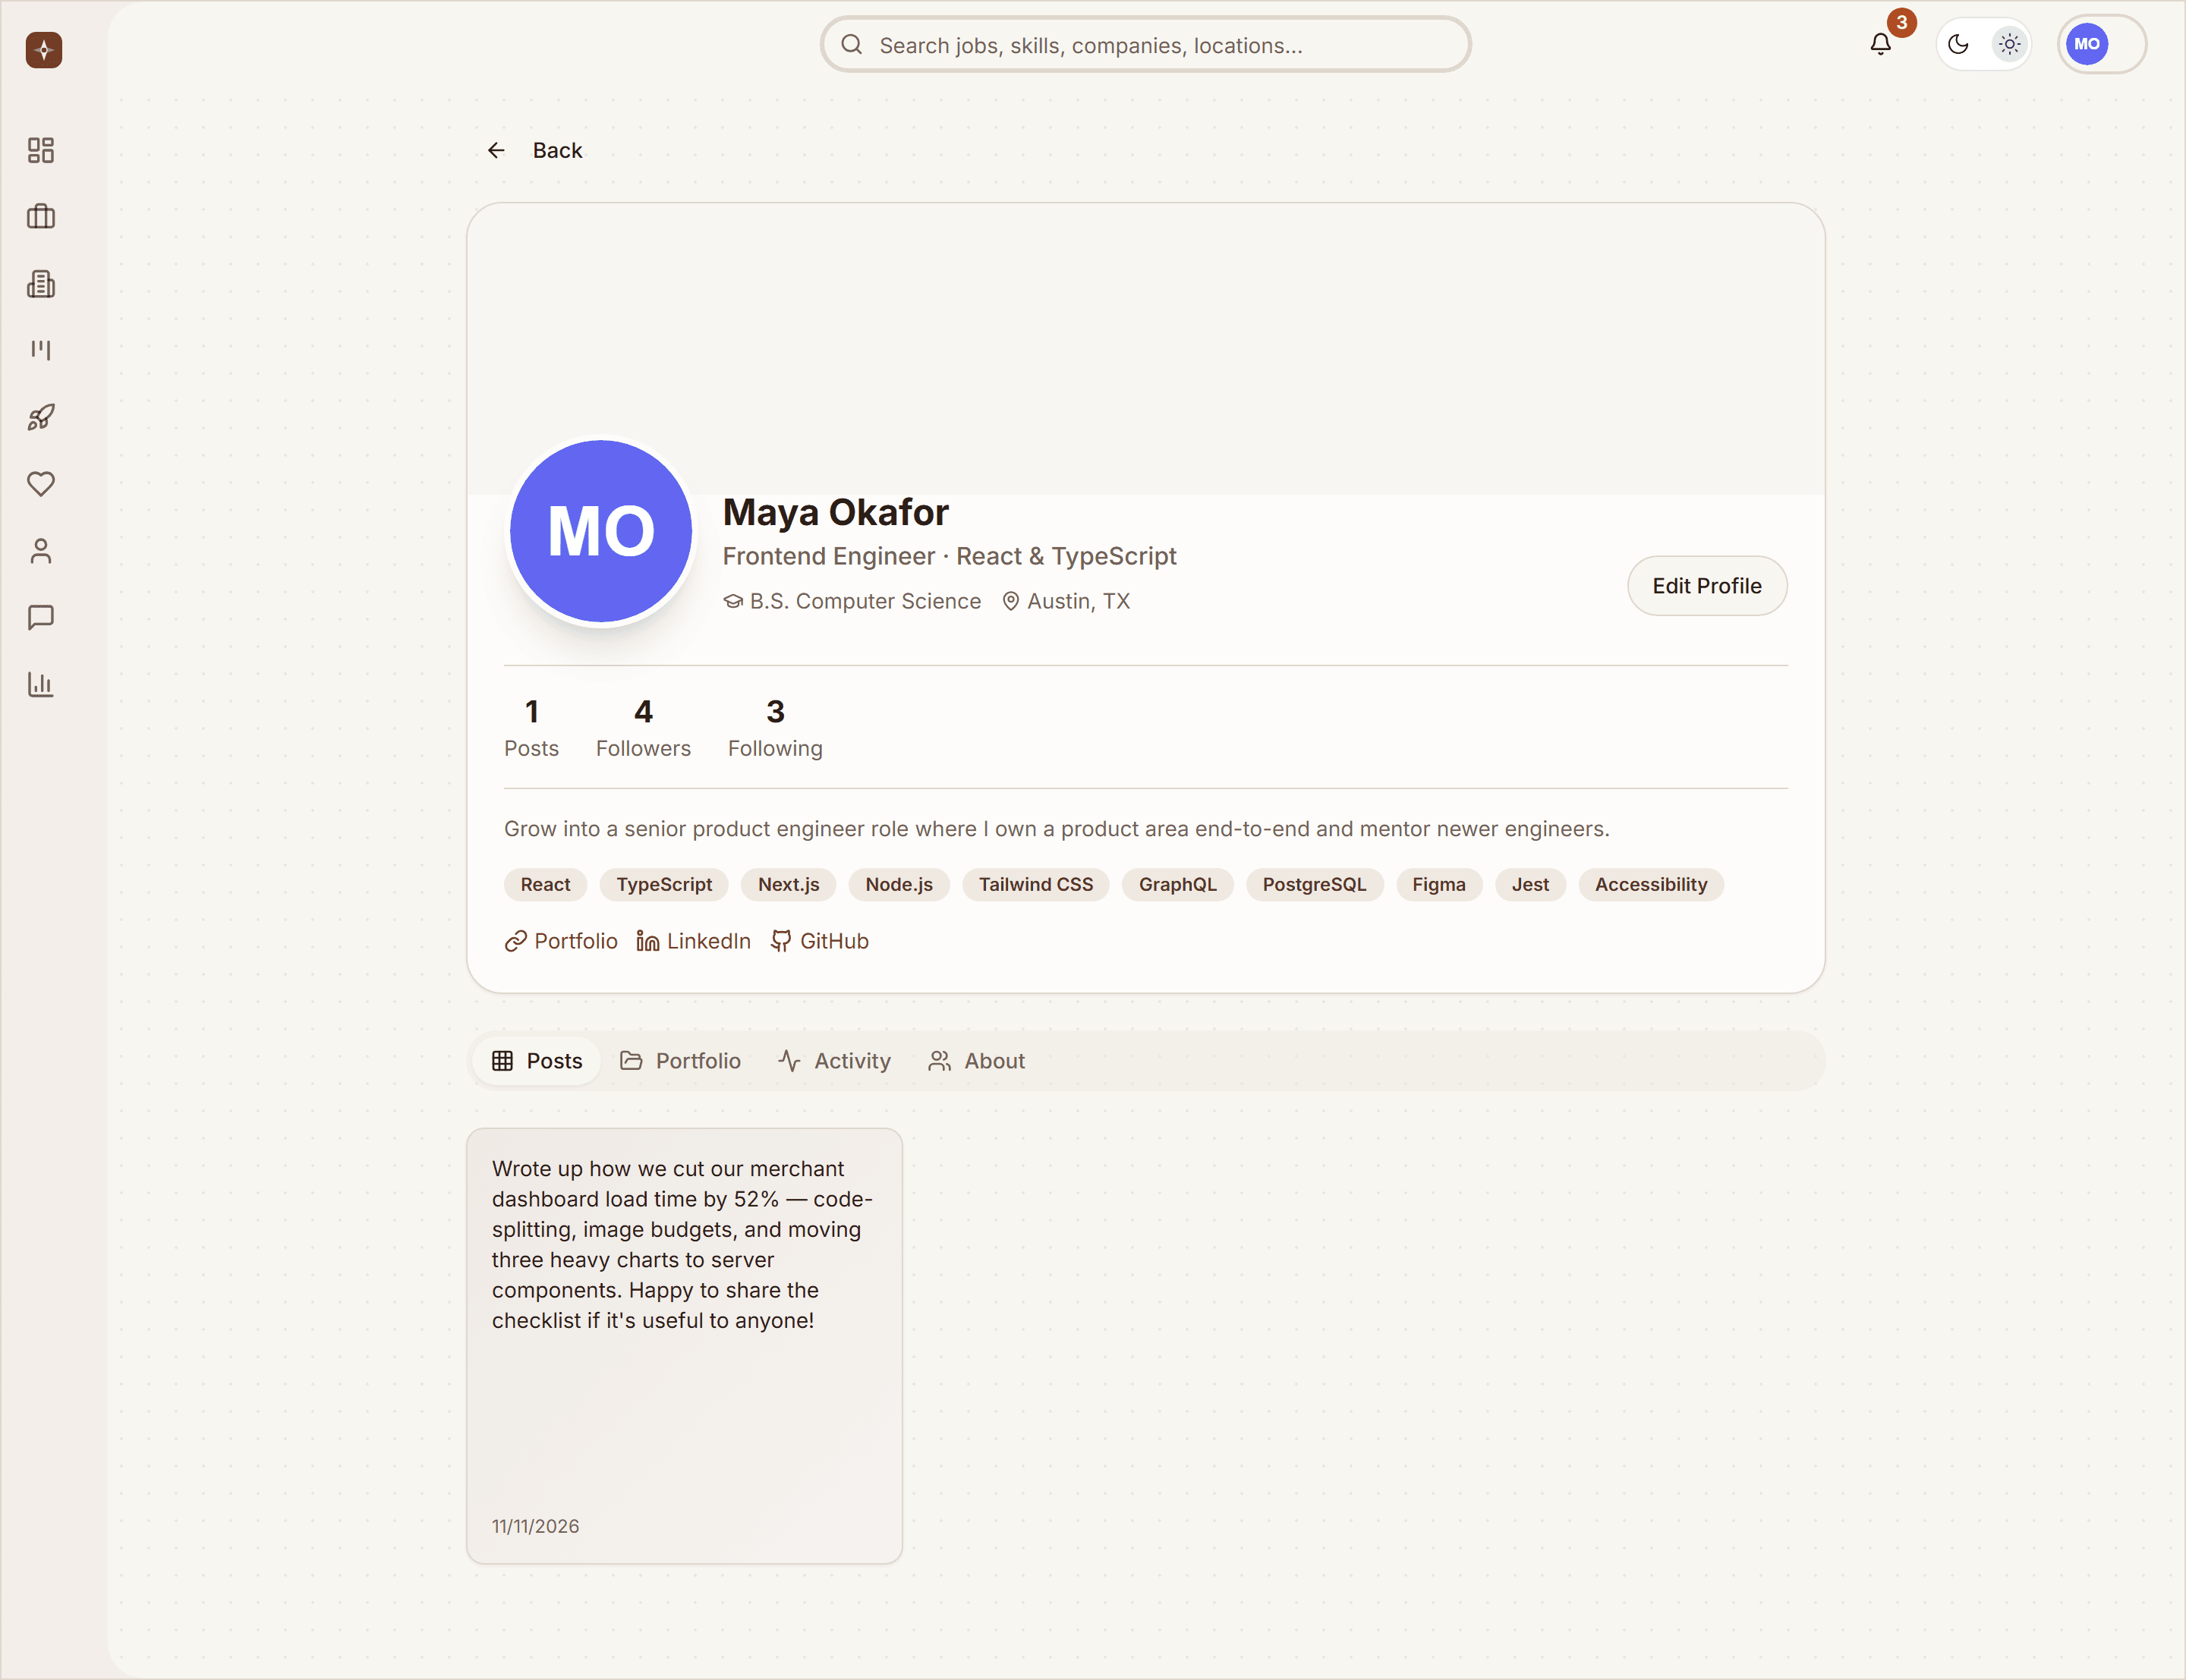 Search jobs, skills, companies, locations...
3
MO
Back
MO
Maya Okafor
Frontend Engineer · React & TypeScript
B.S. Computer Science Austin, TX
Edit Profile
1 4 3
Posts Followers Following
Grow into a senior product engineer role where I own a product area end-to-end and mentor newer engineers.
React TypeScript Next.js Node.js Tailwind CSS GraphQL PostgreSQL Figma Jest Accessibility
Portfolio LinkedIn GitHub
Posts Portfolio Activity About
Wrote up how we cut our merchant
dashboard load time by 52% — code-
splitting, image budgets, and moving
three heavy charts to server
components. Happy to share the
checklist if it's useful to anyone!
11/11/2026